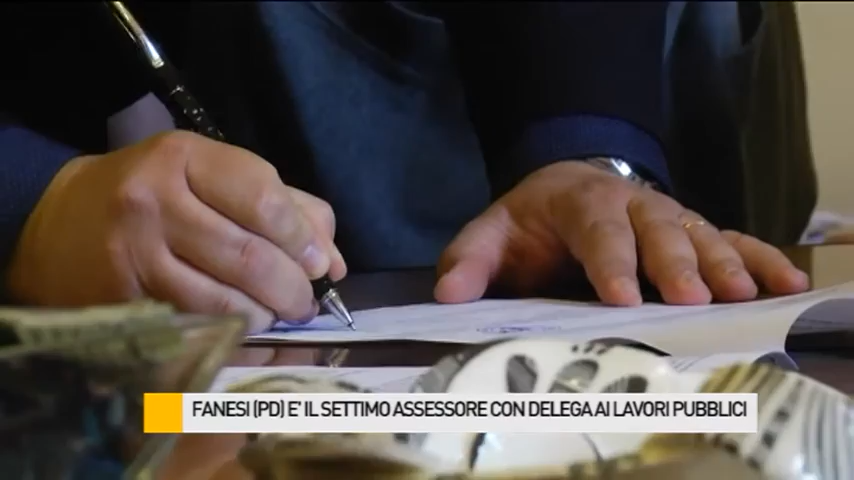 FANESI (PD) E' IL SETTIMO ASSESSORE CON DELEGA AI LAVORI PUBBLICI